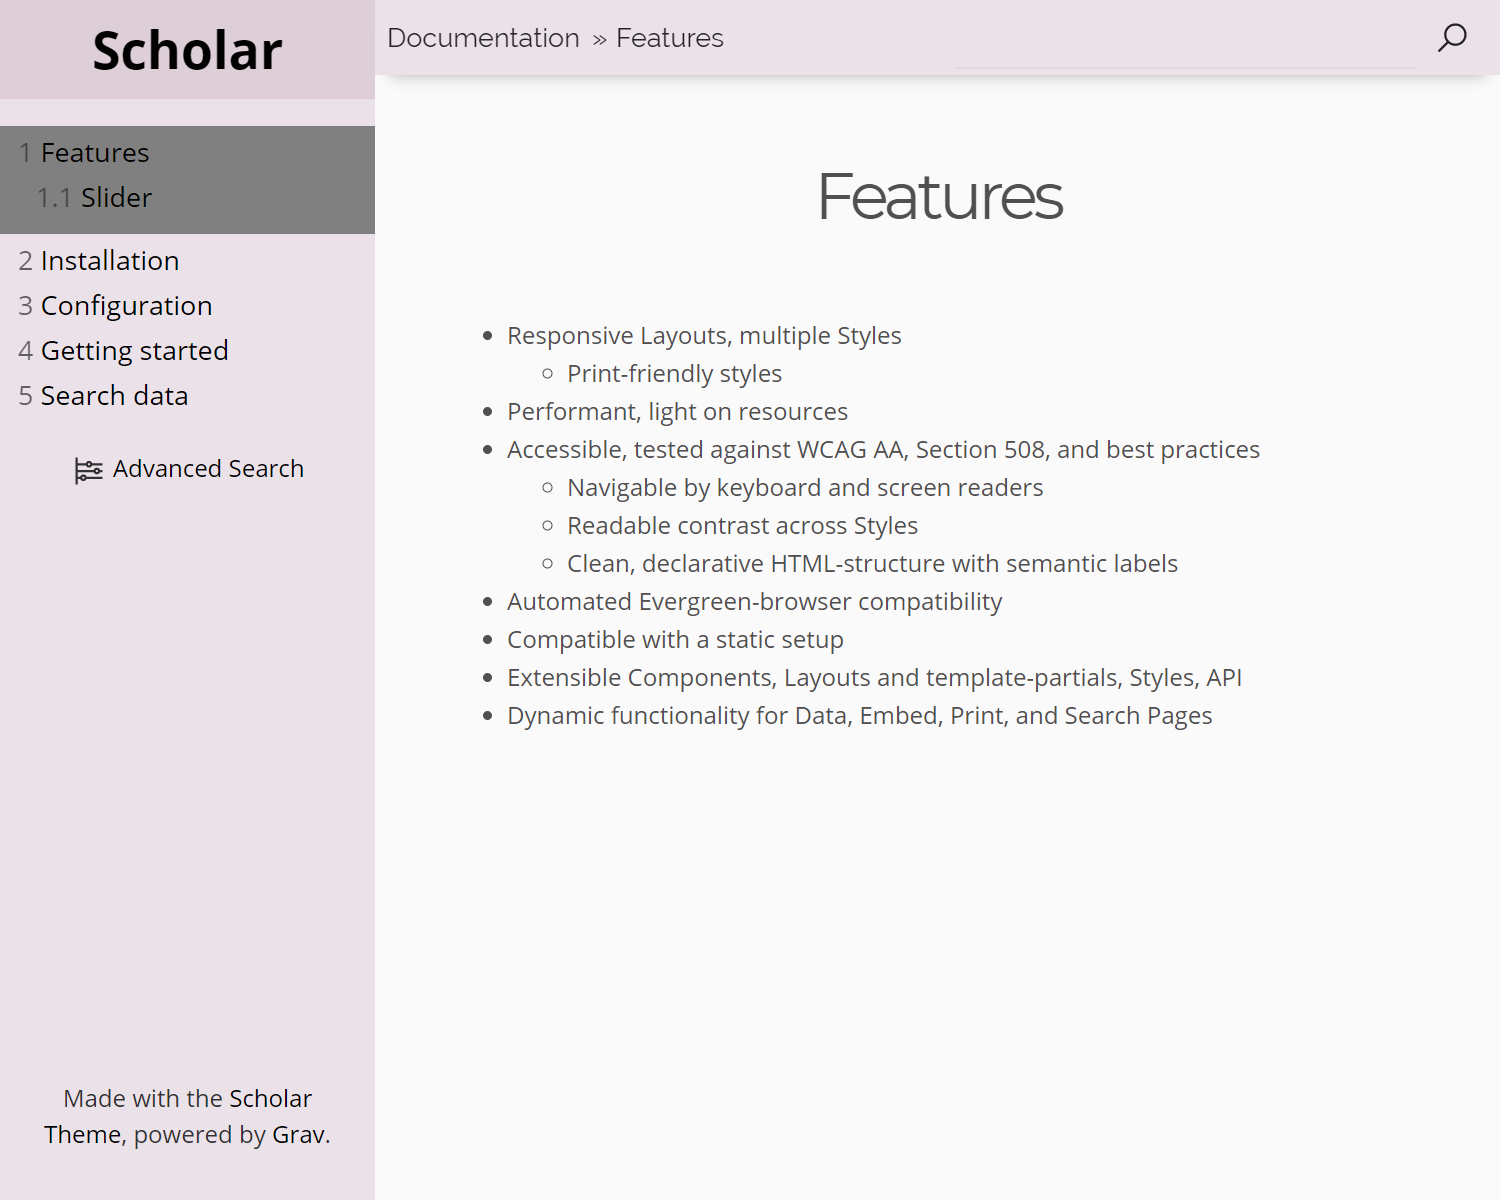 Scholar
Documentation » Features
1 Features
1.1 Slider
2 Installation
3 Configuration
4 Getting started
5 Search data
Advanced Search
Made with the Scholar
Theme, powered by Grav.
Features
Responsive Layouts, multiple Styles
Print-friendly styles
Performant, light on resources
Accessible, tested against WCAG AA, Section 508, and best practices
Navigable by keyboard and screen readers
Readable contrast across Styles
Clean, declarative HTML-structure with semantic labels
Automated Evergreen-browser compatibility
Compatible with a static setup
Extensible Components, Layouts and template-partials, Styles, API
Dynamic functionality for Data, Embed, Print, and Search Pages